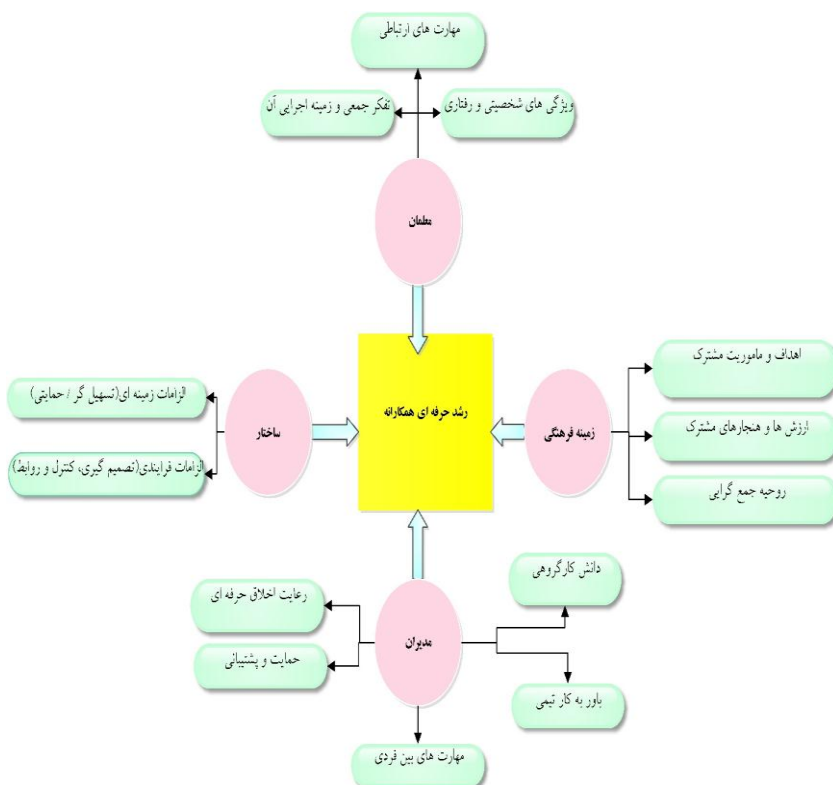 مهارت های ارتباطی
ویژگی های شخصیتی و رفتاری
تفکر جمعی و زمینه اجرایی آن
معلمان
رشد حرفه ای همکارانه
زمینه فرهنگی
اهداف و ماموریت مشترک
ارزش ها و هنجارهای مشترک
روحیه جمع گرایی
ساختار
الزامات زمینه ای(تسهیل گر / حمایتی)
الزامات فرایندی(تصمیم گیری، کنترل و روابط)
مدیران
دانش کارگروهی
باور به کار تیمی
رعایت اخلاق حرفه ای
حمایت و پشتیبانی
مهارت های بین فردی